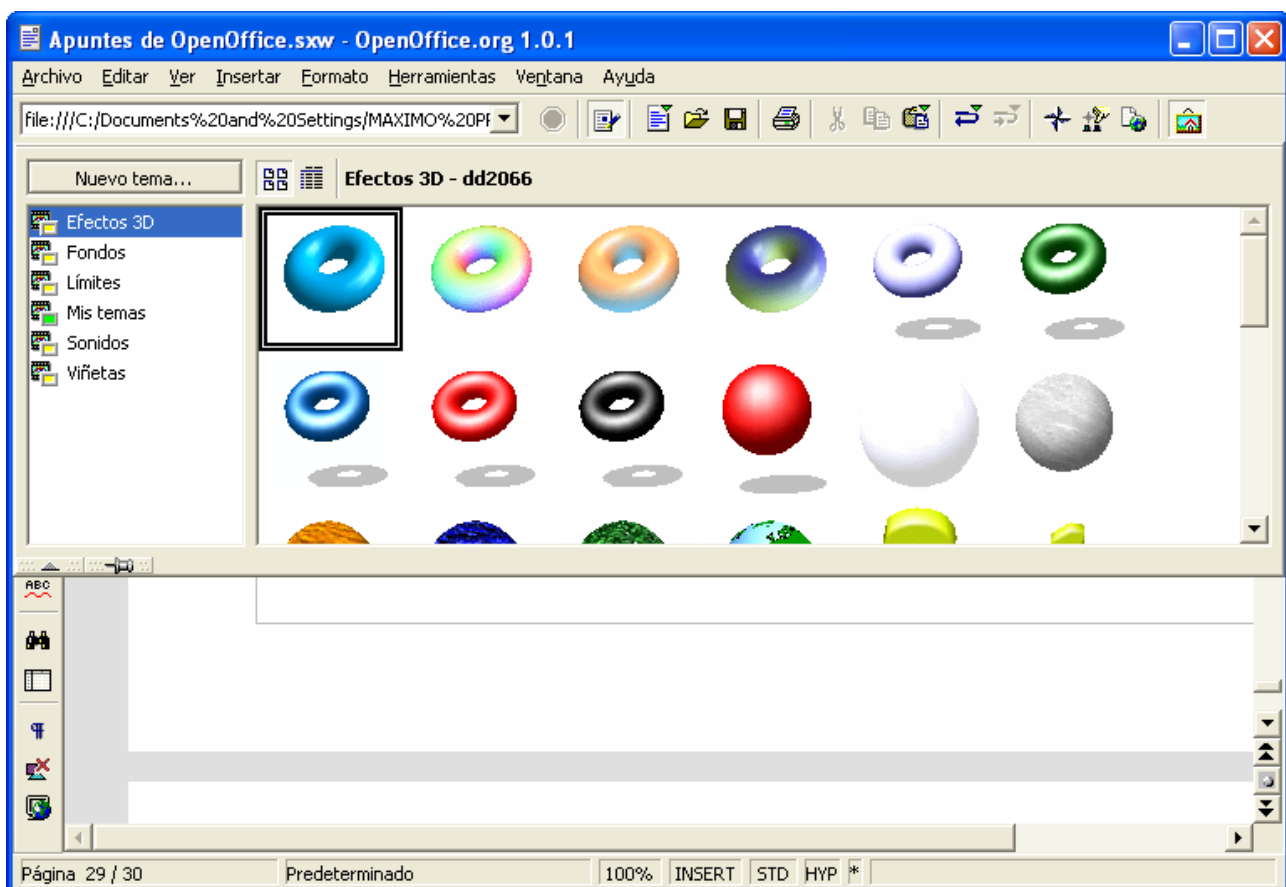 Apuntes de OpenOffice.sxw - OpenOffice.org 1.0.1
Archivo Editar Ver Insertar Formato Herramientas Ventana Ayuda
file:///C:/Documents%20and%20Settings/MAXIMO%20PF
Nuevo tema... Efectos 3D - dd2066
Efectos 3D
Fondos
Límites
Mis temas
Sonidos
Viñetas
ABC
Página 29 / 30 Predeterminado 100% INSERT STD HYP *